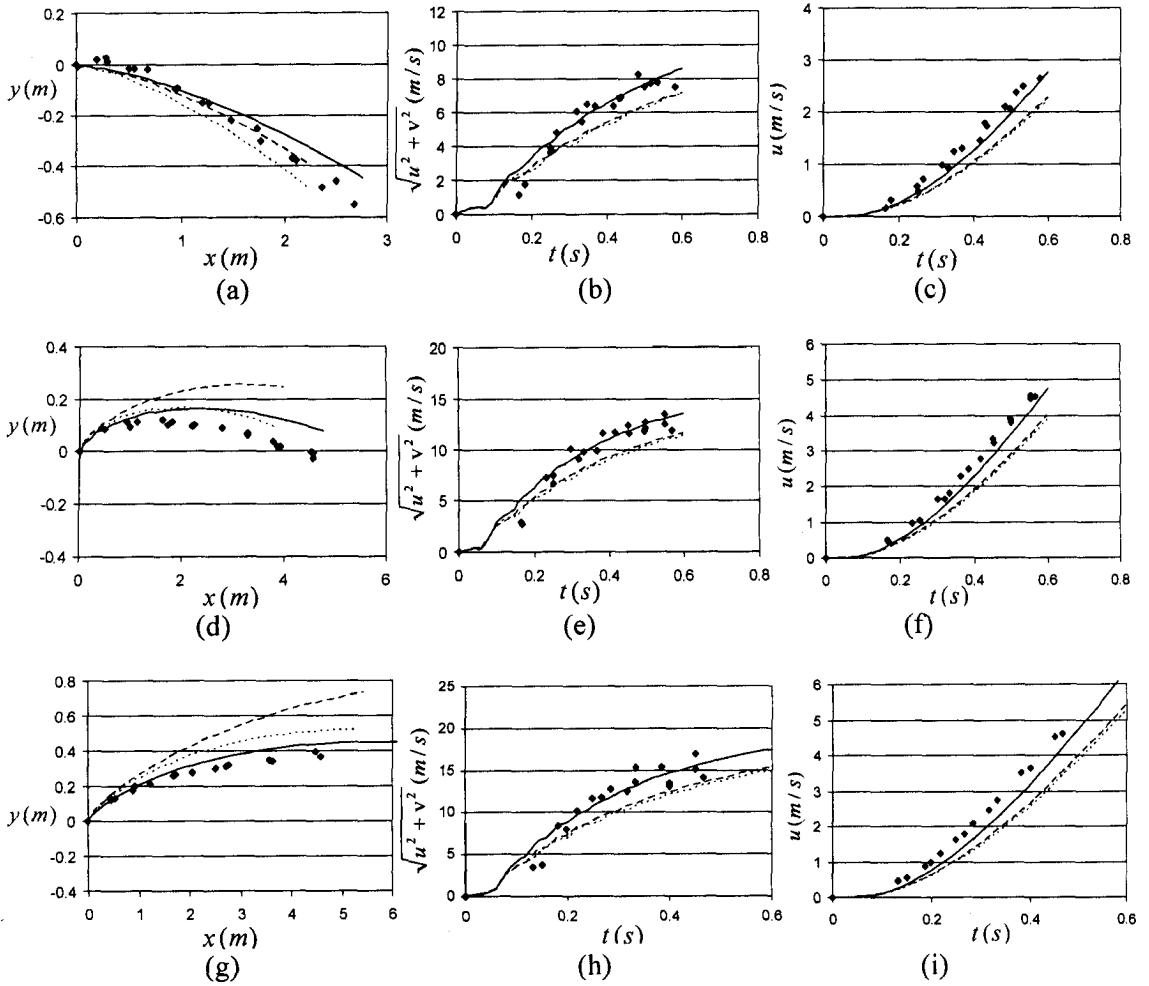 0.2
0
-0.2
-0.4
-0.6
y(m)
0 1 2 3
x(m)
(a)
12
10
8
6
4
2
0
√u² + v² (m/s)
0 0.2 0.4 0.6 0.8
t(s)
(b)
4
3
2
1
0
u(m/s)
0 0.2 0.4 0.6 0.8
t(s)
(c)
0.4
0.2
0
-0.2
-0.4
y(m)
0 2 4 6
x(m)
(d)
20
15
10
5
0
√u² + v² (m/s)
0 0.2 0.4 0.6 0.8
t(s)
(e)
6
5
4
3
2
1
0
u(m/s)
0 0.2 0.4 0.6 0.8
t(s)
(f)
0.8
0.6
0.4
0.2
0
-0.2
-0.4
y(m)
0 1 2 3 4 5 6
x(m)
(g)
25
20
15
10
5
0
√u² + v² (m/s)
0 0.2 0.4 0.6
t(s)
(h)
6
5
4
3
2
1
0
u(m/s)
0 0.2 0.4 0.6
t(s)
(i)